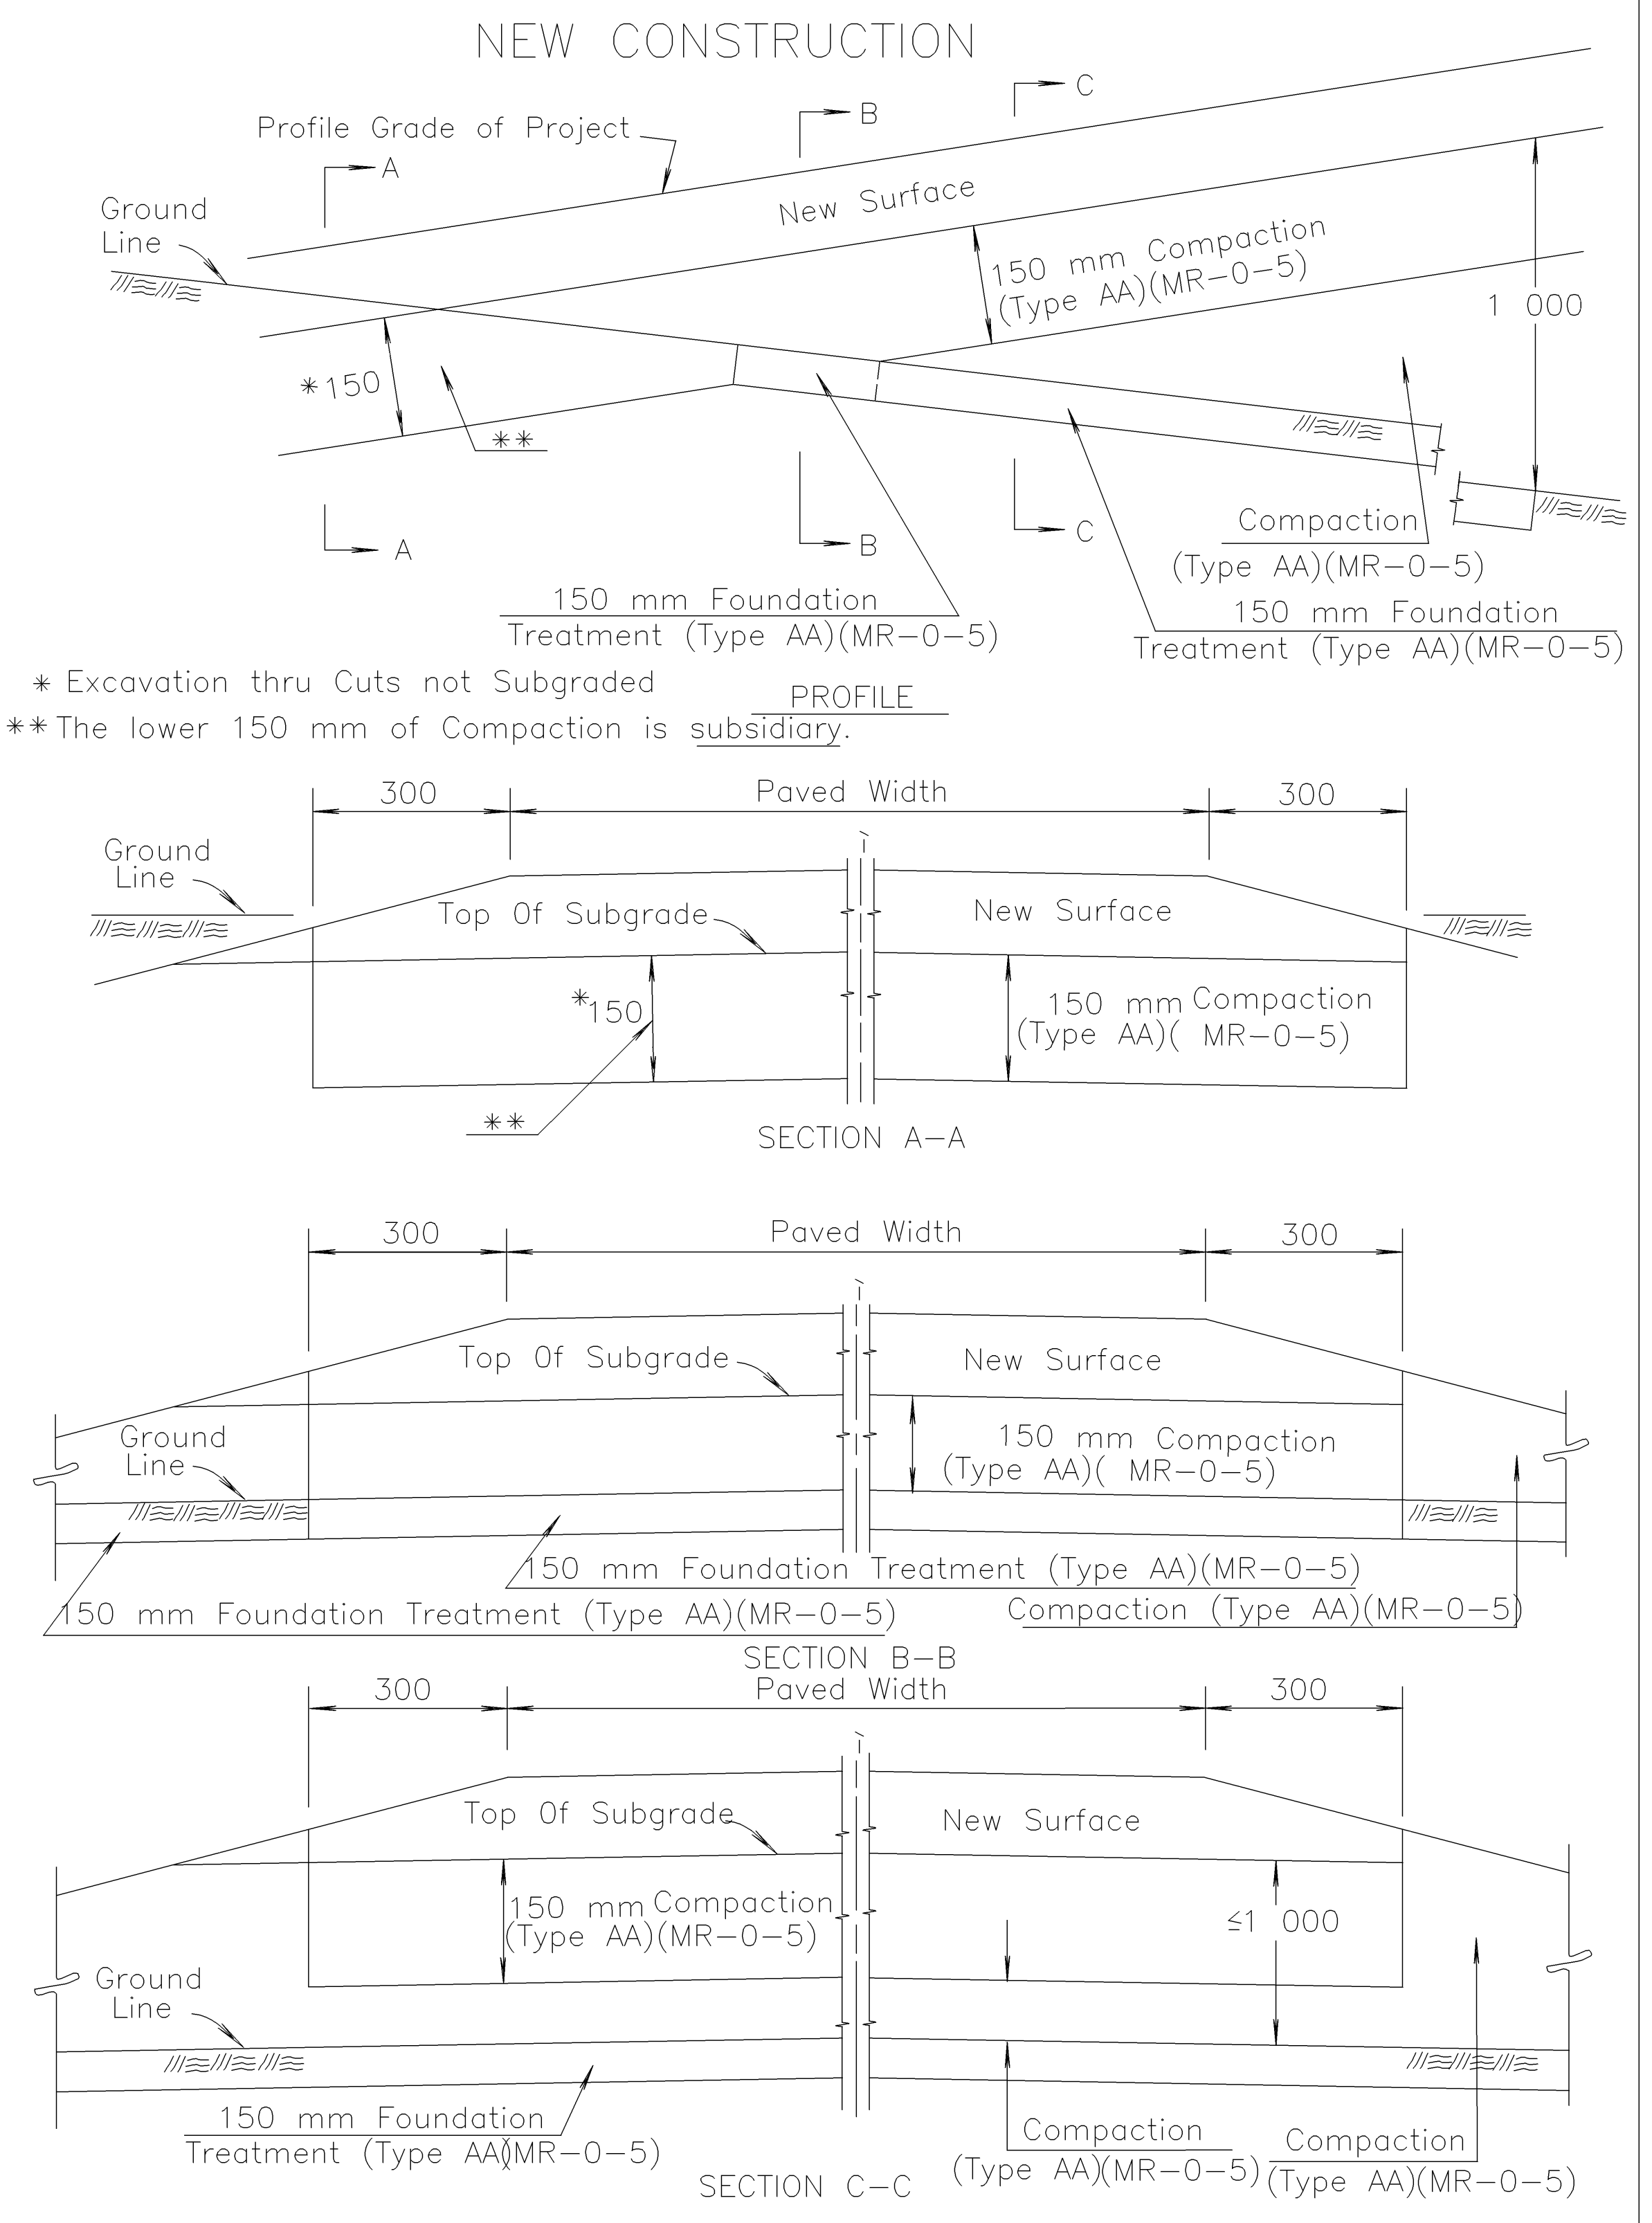 NEW CONSTRUCTION
C
B
Profile Grade of Project
A
Ground
Line
New Surface
150 mm Compaction
(Type AA)(MR-0-5)
1 000
*150
**
A
B
C
Compaction
(Type AA)(MR-0-5)
150 mm Foundation
Treatment (Type AA)(MR-0-5)
150 mm Foundation
Treatment (Type AA)(MR-0-5)
* Excavation thru Cuts not Subgraded
PROFILE
** The lower 150 mm of Compaction is subsidiary.
300
Paved Width
300
Ground
Line
Top Of Subgrade
New Surface
*150
150 mm Compaction
(Type AA)( MR-0-5)
**
SECTION A-A
300
Paved Width
300
Top Of Subgrade
New Surface
Ground
Line
150 mm Compaction
(Type AA)( MR-0-5)
150 mm Foundation Treatment (Type AA)(MR-0-5)
150 mm Foundation Treatment (Type AA)(MR-0-5)
Compaction (Type AA)(MR-0-5)
SECTION B-B
300
Paved Width
300
Top Of Subgrade
New Surface
150 mm Compaction
(Type AA)(MR-0-5)
≤1 000
Ground
Line
150 mm Foundation
Treatment (Type AA)(MR-0-5)
Compaction
(Type AA)(MR-0-5)
Compaction
(Type AA)(MR-0-5)
SECTION C-C